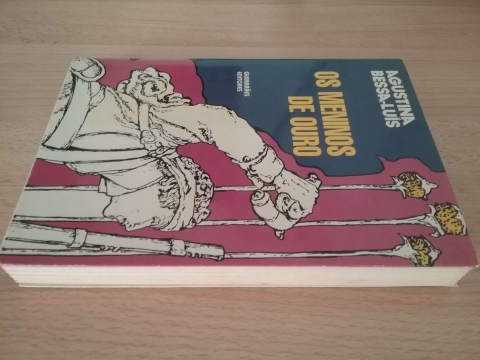 AGUSTINA
BESSA-LUÍS
OS MENINOS
DE OURO
GUIMARÃES
EDITORES